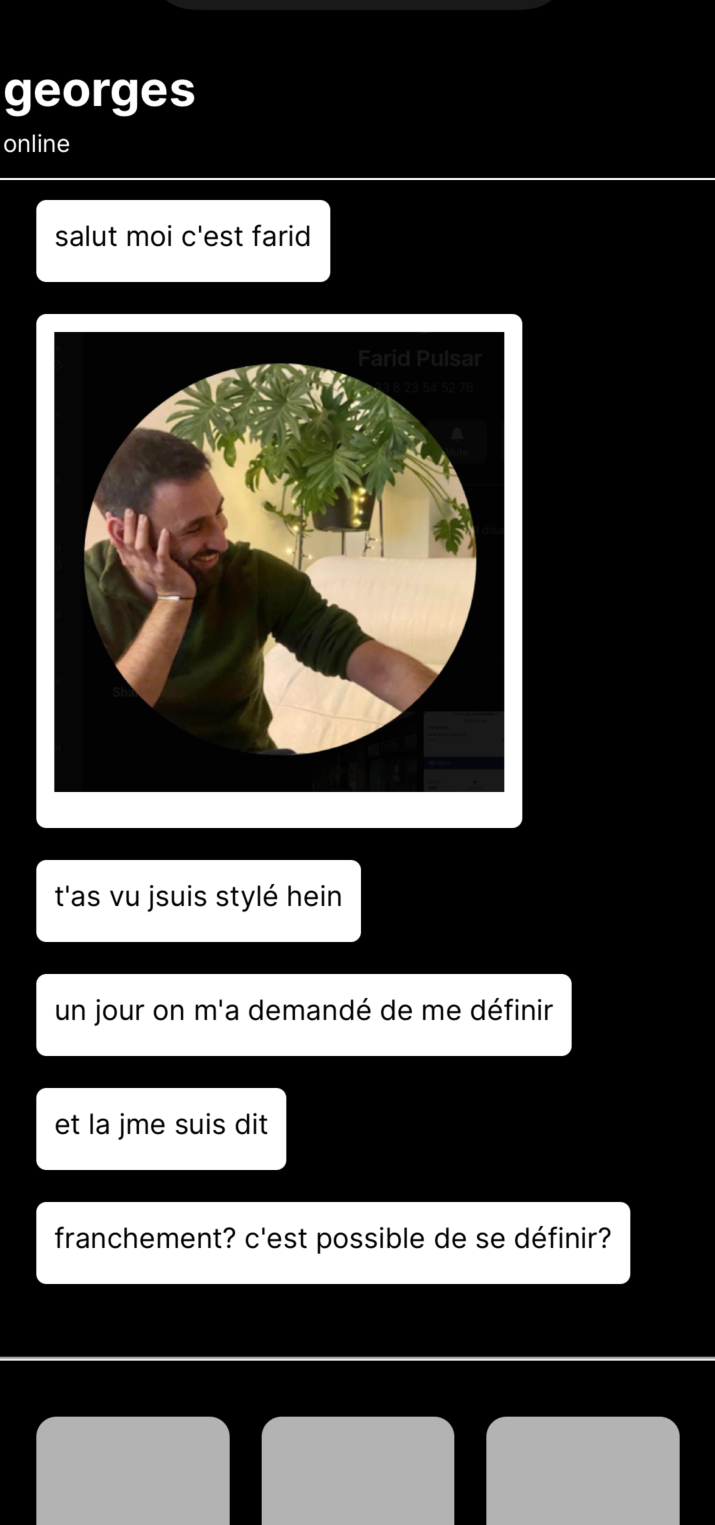 georges
online
salut moi c'est farid
Farid Pulsar
t'as vu jsuis stylé hein
un jour on m'a demandé de me définir
et la jme suis dit
franchement? c'est possible de se définir?